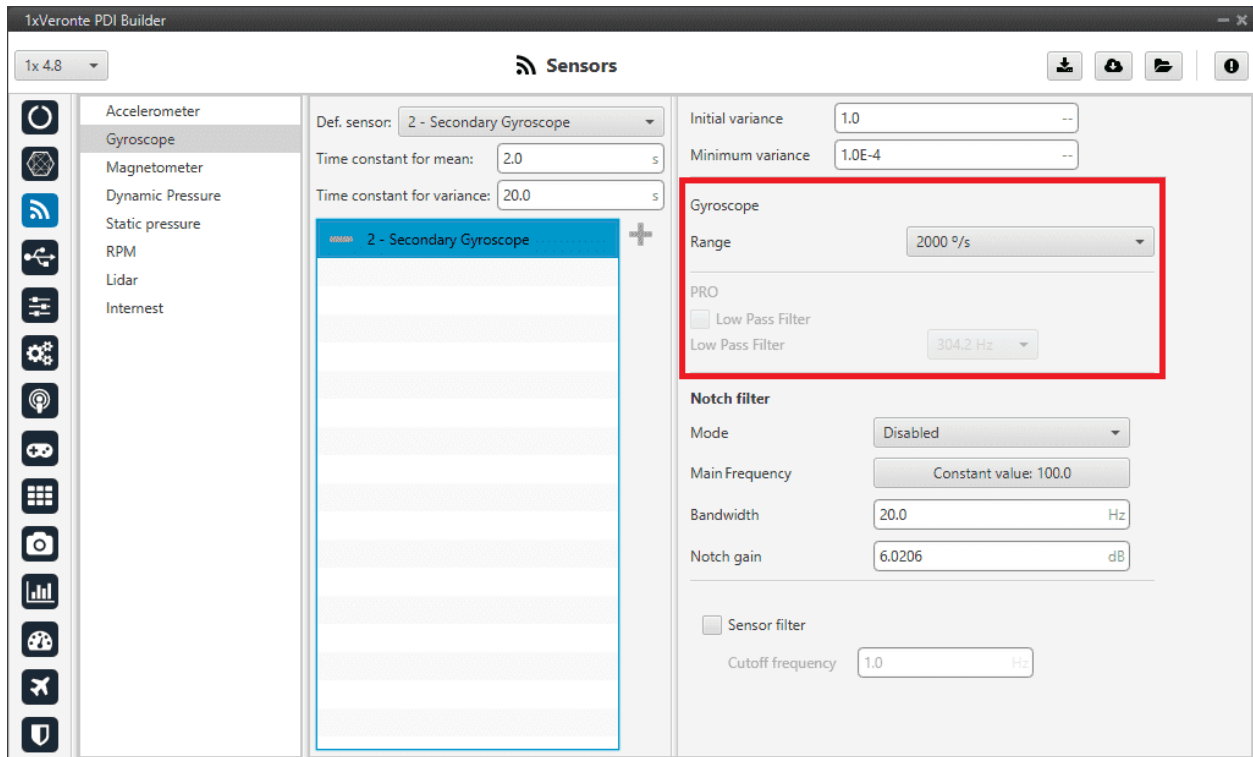 1xVeronte PDI Builder
1x 4.8
Sensors
Accelerometer
Gyroscope
Magnetometer
Dynamic Pressure
Static pressure
RPM
Lidar
Internest
Def. sensor: 2 - Secondary Gyroscope
Time constant for mean: 2.0 s
Time constant for variance: 20.0 s
2 - Secondary Gyroscope
Initial variance 1.0 --
Minimum variance 1.0E-4 --
Gyroscope
Range 2000 º/s
PRO
Low Pass Filter
Low Pass Filter 304.2 Hz
Notch filter
Mode Disabled
Main Frequency Constant value: 100.0
Bandwidth 20.0 Hz
Notch gain 6.0206 dB
Sensor filter
Cutoff frequency 1.0 Hz